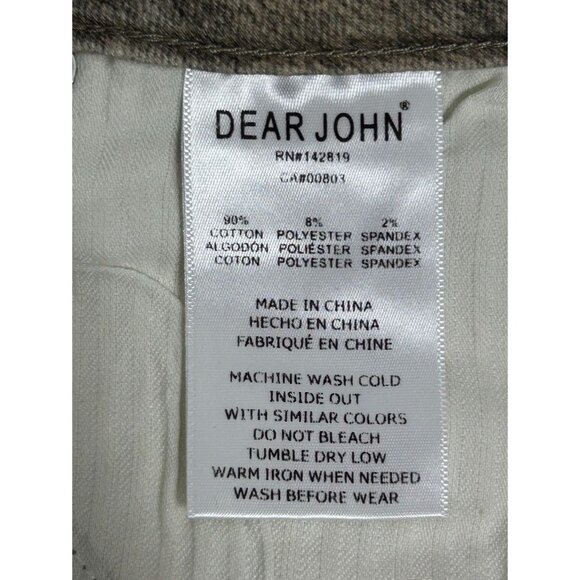 DEAR JOHN®
RN#142819
CA#00803
90% 8% 2%
COTTON POLYESTER SPANDEX
ALGODÓN POLIÉSTER SPANDEX
COTON POLYESTER SPANDEX
MADE IN CHINA
HECHO EN CHINA
FABRIQUÉ EN CHINE
MACHINE WASH COLD
INSIDE OUT
WITH SIMILAR COLORS
DO NOT BLEACH
TUMBLE DRY LOW
WARM IRON WHEN NEEDED
WASH BEFORE WEAR